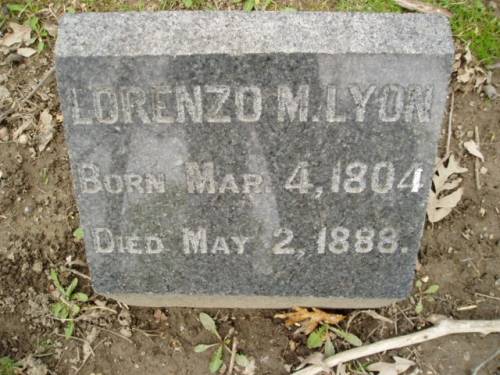 LORENZO M. LYON
BORN MAR. 4, 1804
DIED MAY 2, 1888.